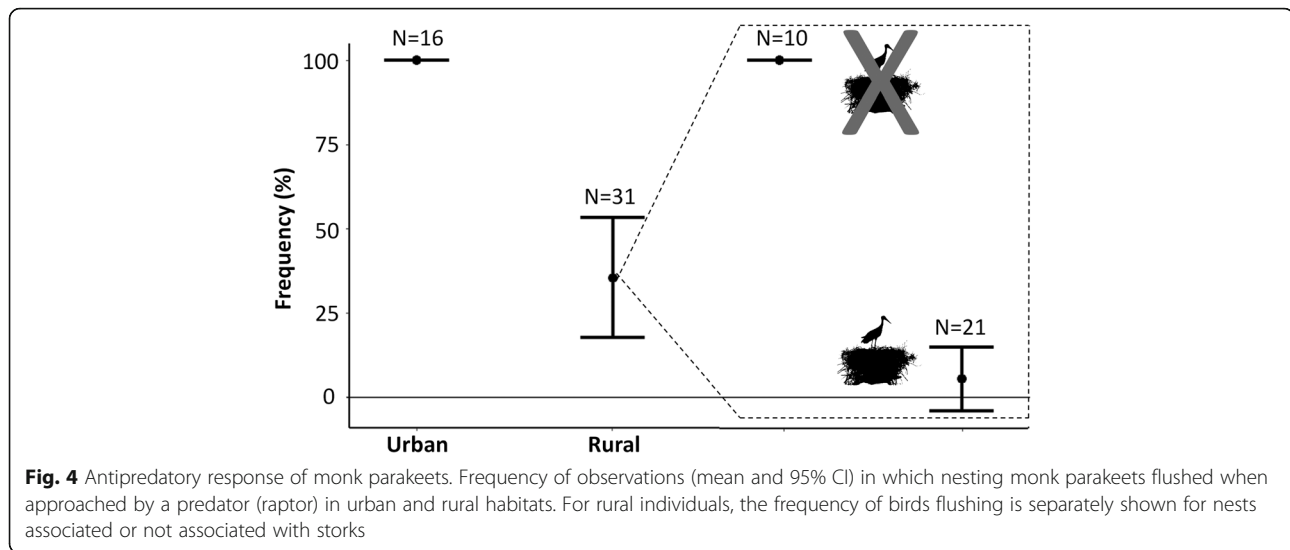 N=16
N=10
100
75
N=31
50
25
N=21
0
Frequency (%)
Urban
Rural
Fig. 4 Antipredatory response of monk parakeets. Frequency of observations (mean and 95% CI) in which nesting monk parakeets flushed when
approached by a predator (raptor) in urban and rural habitats. For rural individuals, the frequency of birds flushing is separately shown for nests
associated or not associated with storks